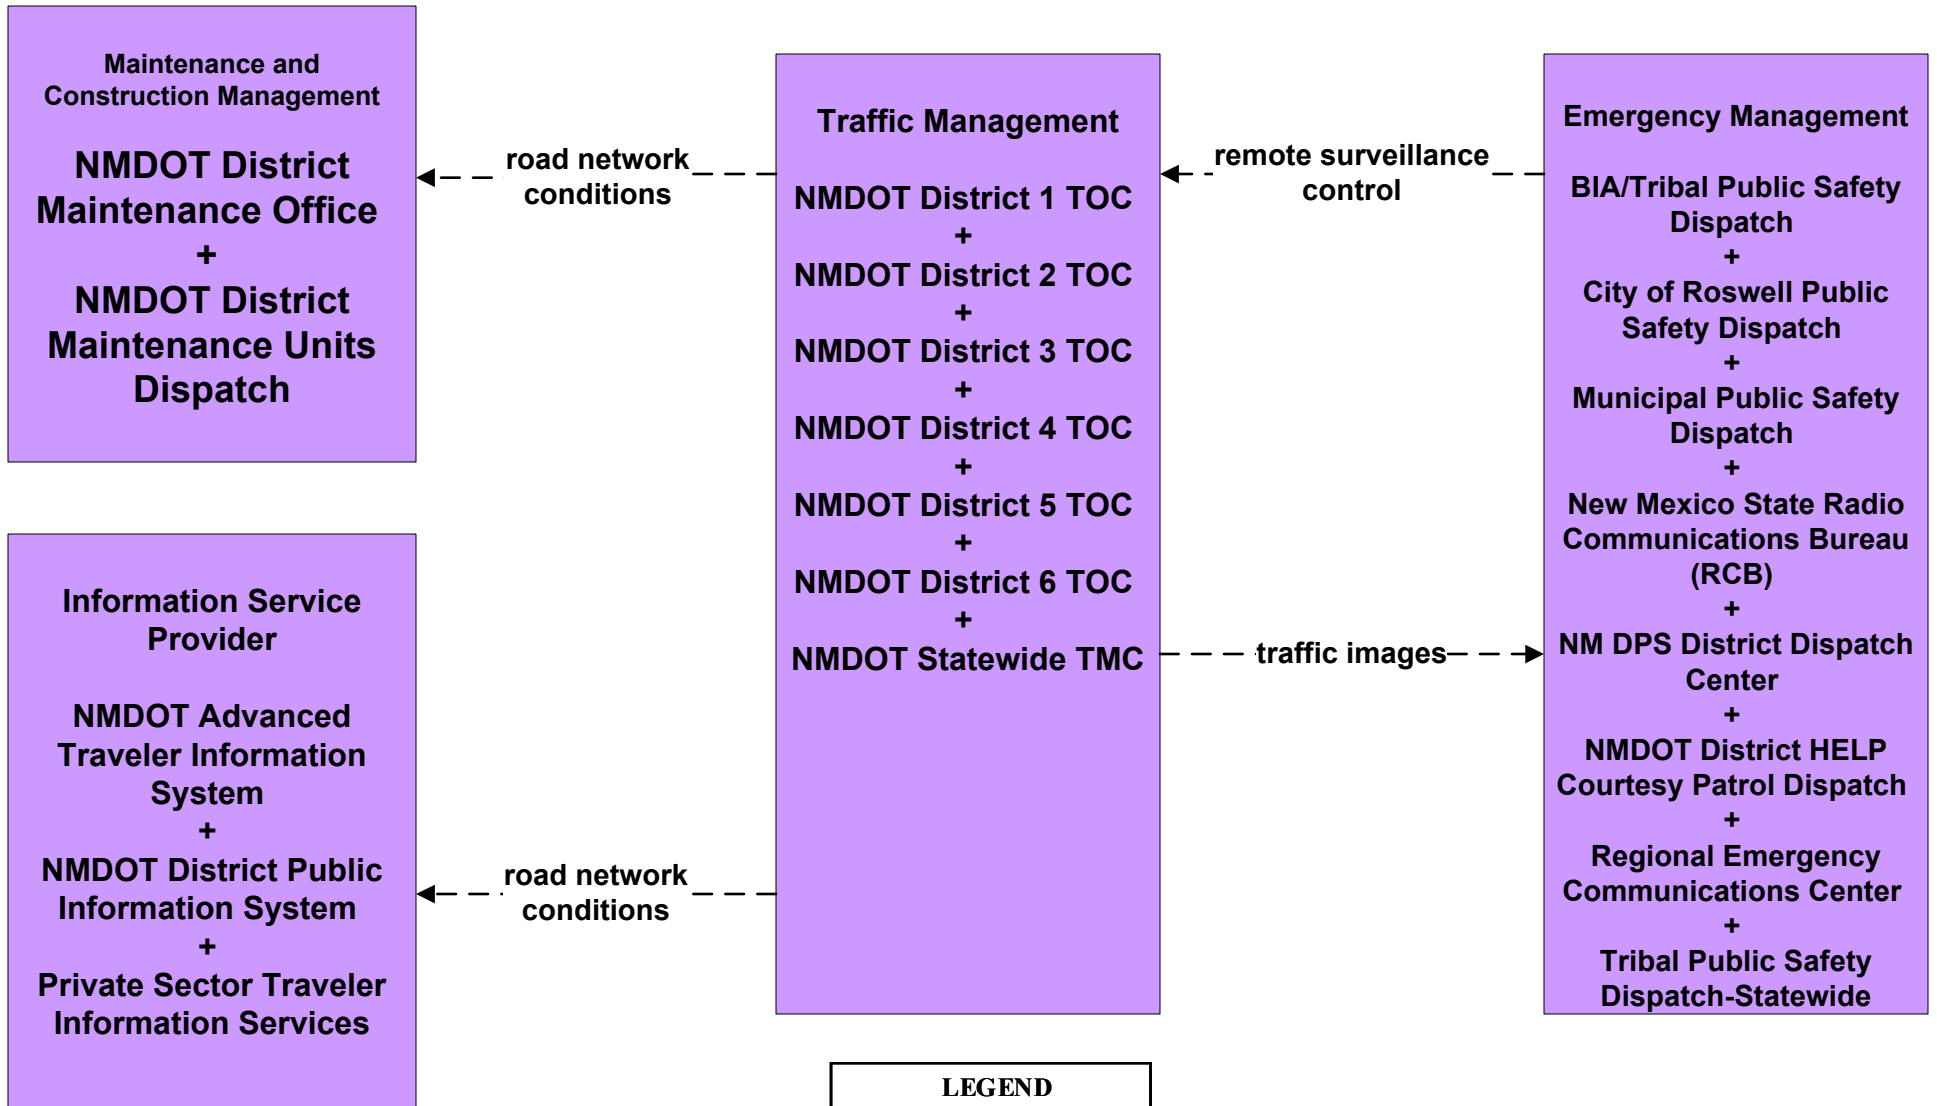 Maintenance and
Construction Management
NMDOT District
Maintenance Office
+
NMDOT District
Maintenance Units
Dispatch
Information Service
Provider
NMDOT Advanced
Traveler Information
System
+
NMDOT District Public
Information System
+
Private Sector Traveler
Information Services
road network
conditions
road network
conditions
Traffic Management
NMDOT District 1 TOC
+
NMDOT District 2 TOC
+
NMDOT District 3 TOC
+
NMDOT District 4 TOC
+
NMDOT District 5 TOC
+
NMDOT District 6 TOC
+
NMDOT Statewide TMC
remote surveillance
control
traffic images
Emergency Management
BIA/Tribal Public Safety
Dispatch
+
City of Roswell Public
Safety Dispatch
+
Municipal Public Safety
Dispatch
+
New Mexico State Radio
Communications Bureau
(RCB)
+
NM DPS District Dispatch
Center
+
NMDOT District HELP
Courtesy Patrol Dispatch
+
Regional Emergency
Communications Center
+
Tribal Public Safety
Dispatch-Statewide
LEGEND